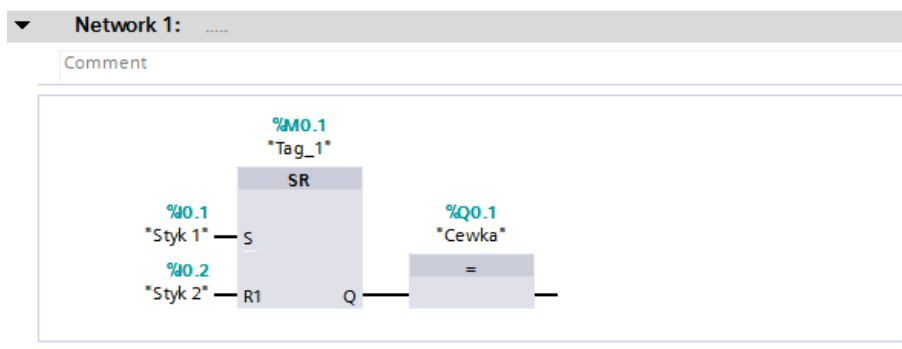 Network 1: .....
Comment
%M0.1
"Tag_1"
SR
%I0.1
"Styk 1"
S
%I0.2
"Styk 2"
R1
Q
%Q0.1
"Cewka"
=